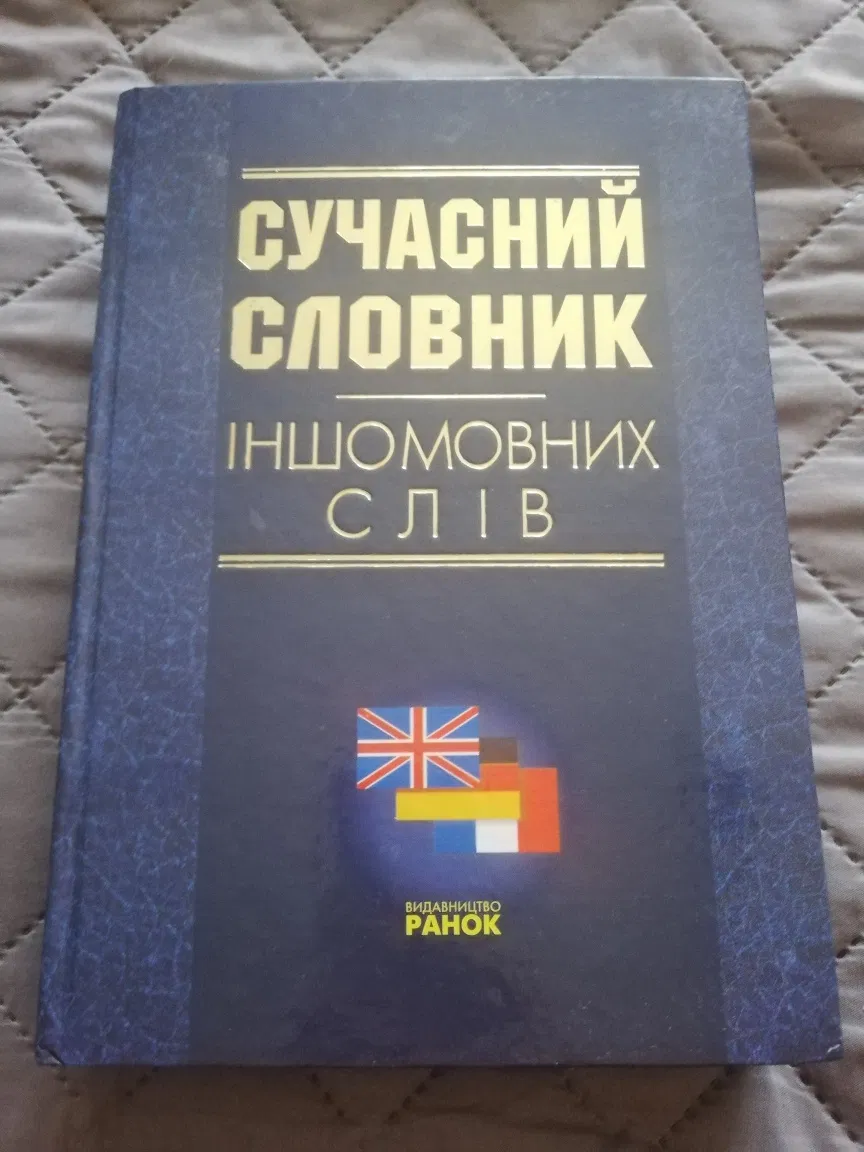 СУЧАСНИЙ
СЛОВНИК
ІНШОМОВНИХ
СЛІВ
ВИДАВНИЦТВО
РАНОК